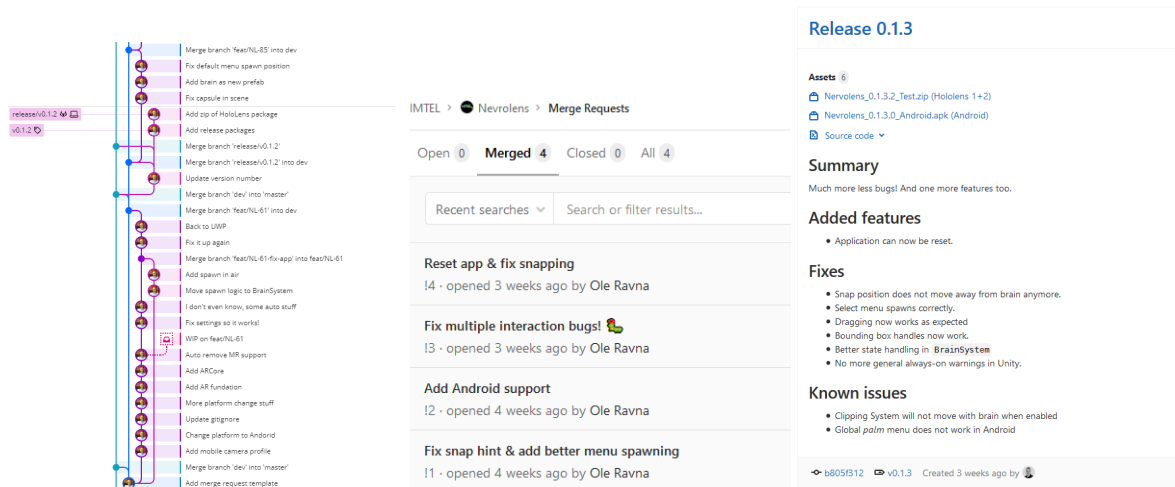 Merge branch 'feat/NL-85' into dev
Fix default menu spawn position
Add brain as new prefab
Fix capsule in scene
release/v0.1.2
Add zip of HoloLens package
v0.1.2
Add release packages
Merge branch 'release/v0.1.2'
Merge branch 'release/v0.1.2' into dev
Update version number
Merge branch 'dev' into 'master'
Merge branch 'feat/NL-61' into dev
Back to UWP
Fix it up again
Merge branch 'feat/NL-61-fix-app' into feat/NL-61
Add spawn in air
Move spawn logic to BrainSystem
I don't even know, some auto stuff
Fix settings so it works!
WIP on feat/NL-61
Auto remove MR support
Add ARCore
Add AR fundation
More platform change stuff
Update gitignore
Change platform to Andorid
Add mobile camera profile
Merge branch 'dev' into 'master'
Add merge request template
IMTEL > Nevrolens > Merge Requests
Open 0 Merged 4 Closed 0 All 4
Recent searches Search or filter results...
Reset app & fix snapping
!4 · opened 3 weeks ago by Ole Ravna
Fix multiple interaction bugs! 🐛
!3 · opened 3 weeks ago by Ole Ravna
Add Android support
!2 · opened 4 weeks ago by Ole Ravna
Fix snap hint & add better menu spawning
!1 · opened 4 weeks ago by Ole Ravna
Release 0.1.3
Assets 6
Nervolens_0.1.3.2_Test.zip (Hololens 1+2)
Nervolens_0.1.3.0_Android.apk (Android)
Source code
Summary
Much more less bugs! And one more features too.
Added features
• Application can now be reset.
Fixes
• Snap position does not move away from brain anymore.
• Select menu spawns correctly.
• Dragging now works as expected
• Bounding box handles now work.
• Better state handling in BrainSystem
• No more general always-on warnings in Unity.
Known issues
• Clipping System will not move with brain when enabled
• Global palm menu does not work in Android
b805f312 v0.1.3 Created 3 weeks ago by